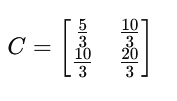 C = [ 5/3 10/3
10/3 20/3 ]